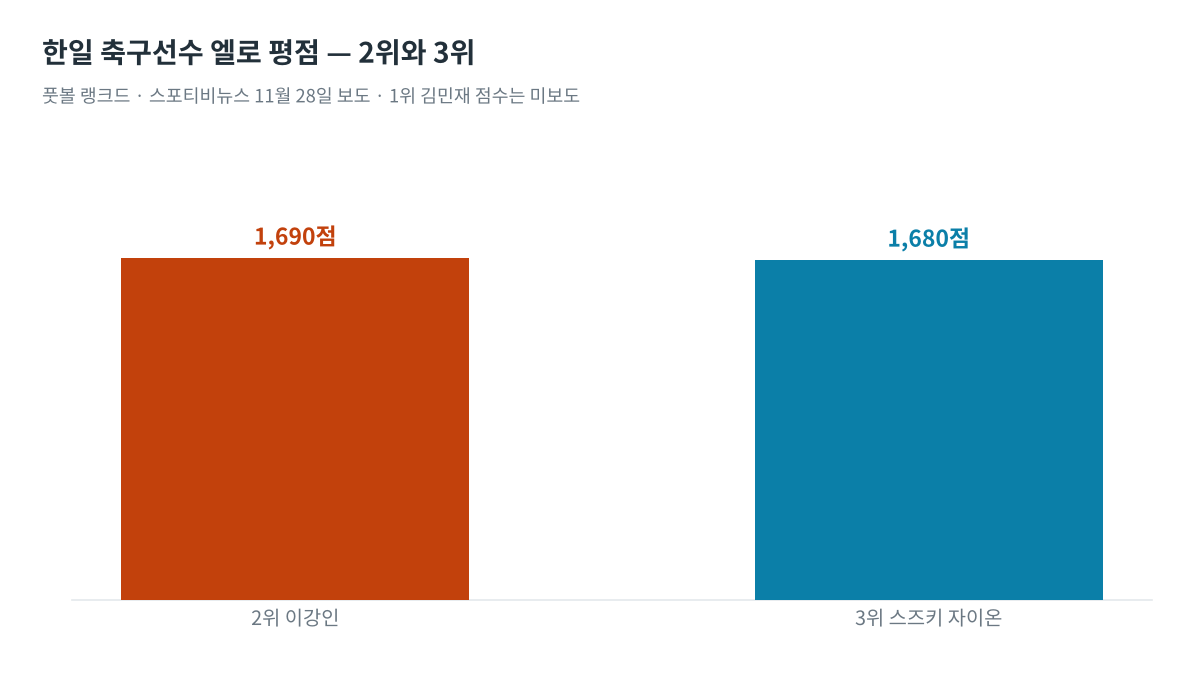 한일 축구선수 엘로 평점 — 2위와 3위
풋볼 랭크드 · 스포티비뉴스 11월 28일 보도 · 1위 김민재 점수는 미보도
1,690점
1,680점
2위 이강인
3위 스즈키 자이온